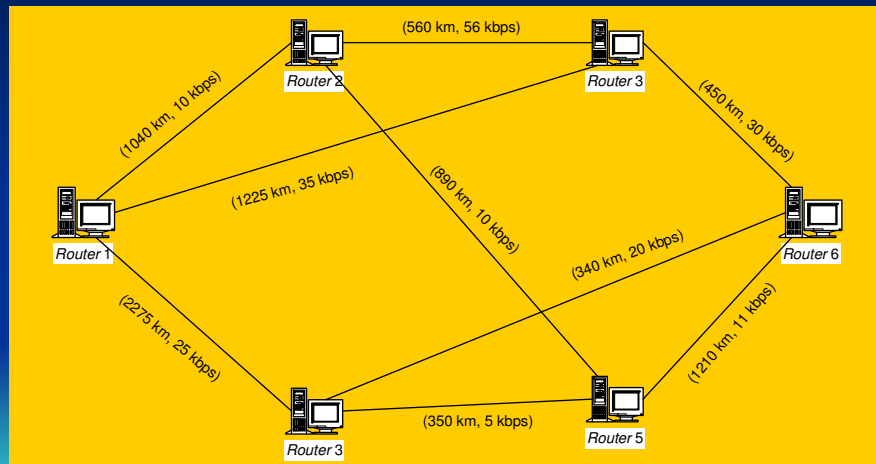 (560 km, 56 kbps)
Router 2
Router 3
(1040 km, 10 kbps)
(450 km, 30 kbps)
(1225 km, 35 kbps)
(890 km, 10 kbps)
Router 1
(340 km, 20 kbps)
Router 6
(2275 km, 25 kbps)
(1210 km, 11 kbps)
(350 km, 5 kbps)
Router 3
Router 5